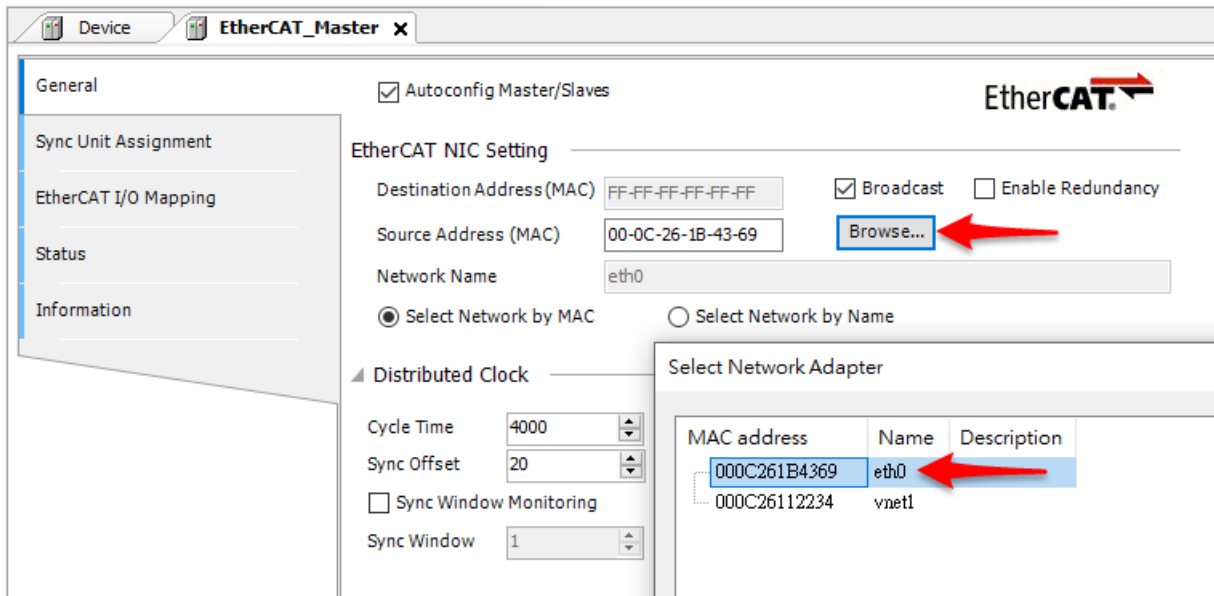 Device
EtherCAT_Master
General
Sync Unit Assignment
EtherCAT I/O Mapping
Status
Information
Autoconfig Master/Slaves
EtherCAT.
EtherCAT NIC Setting
Destination Address (MAC) FF-FF-FF-FF-FF-FF Broadcast Enable Redundancy
Source Address (MAC) 00-0C-26-1B-43-69 Browse...
Network Name eth0
Select Network by MAC Select Network by Name
Distributed Clock
Cycle Time 4000
Sync Offset 20
Sync Window Monitoring
Sync Window 1
Select Network Adapter
MAC address Name Description
000C261B4369 eth0
000C26112234 vnet1